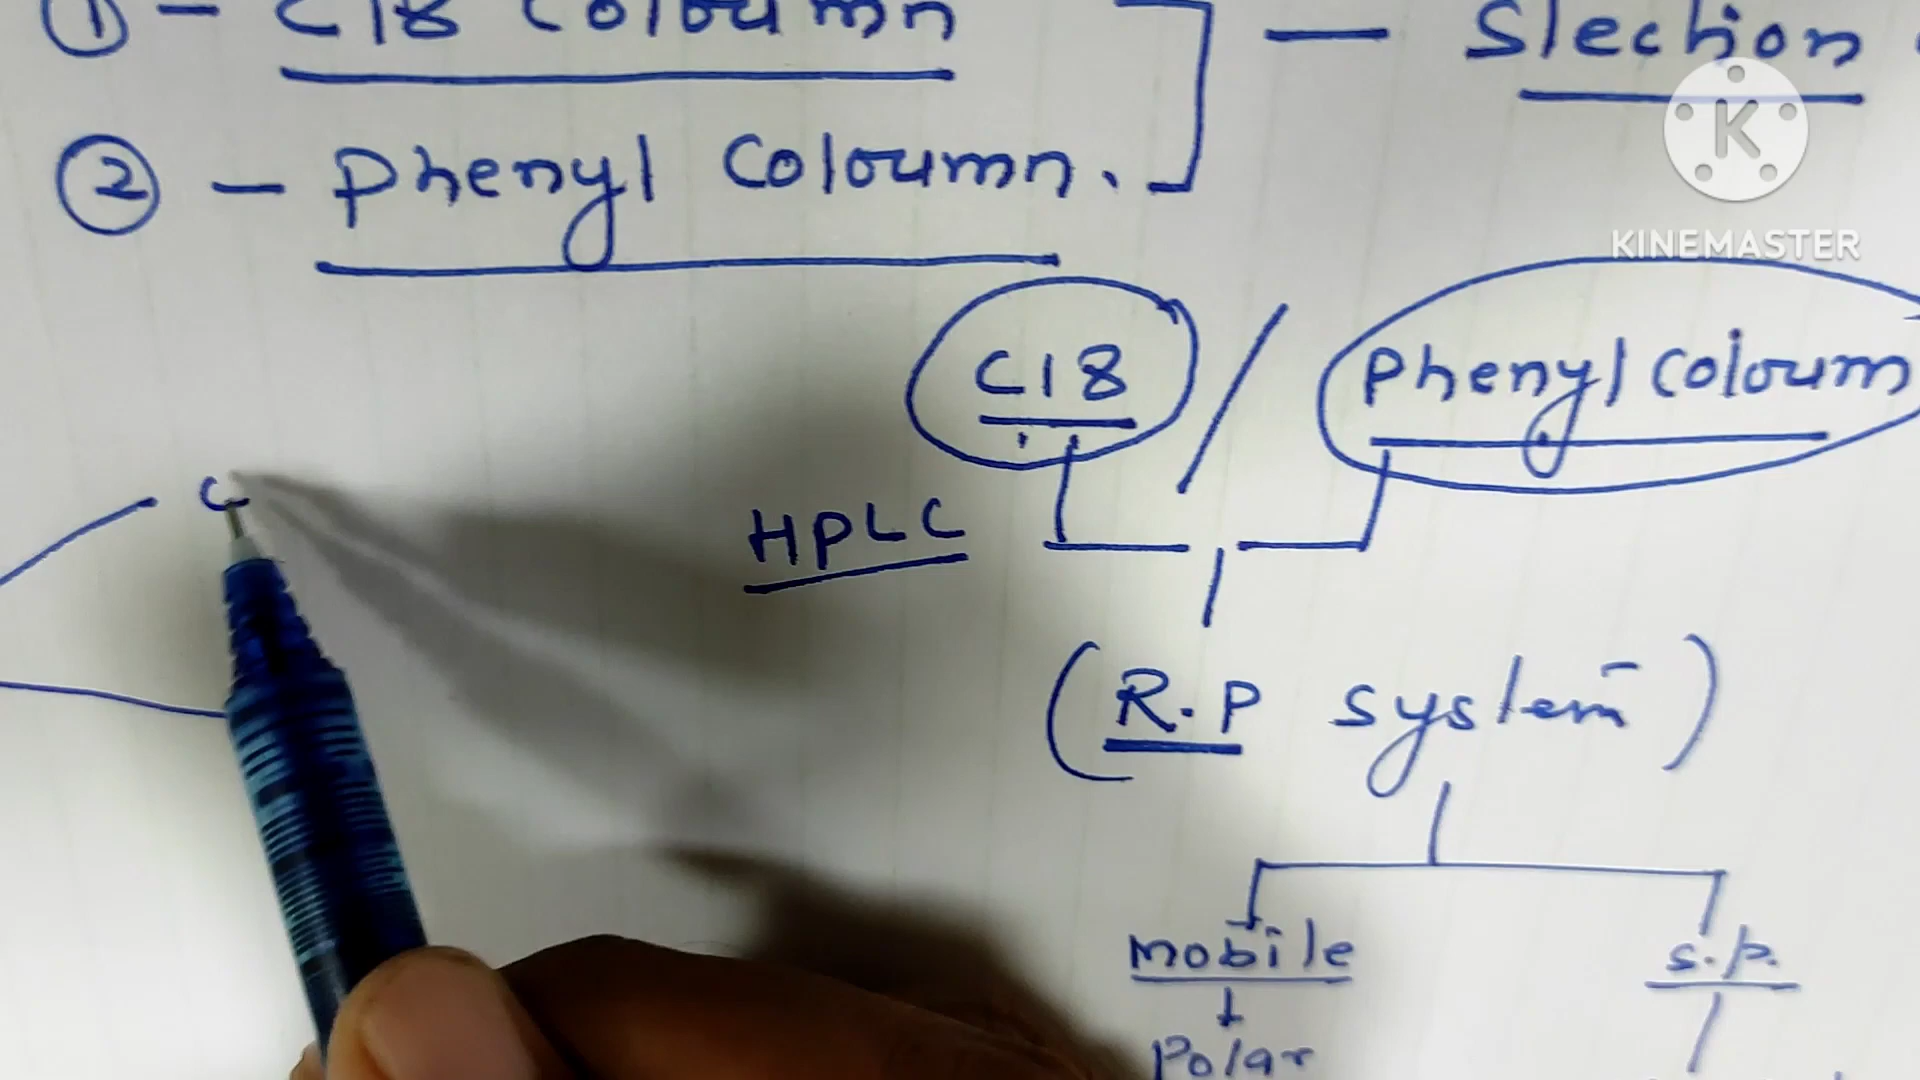 ① - C18 Coloumn
② - Phenyl Coloumn.
- Slection
K
KINEMASTER
C18 / Phenyl Coloum
HPLC
(R.P system)
mobile
s.p.
Polar
C